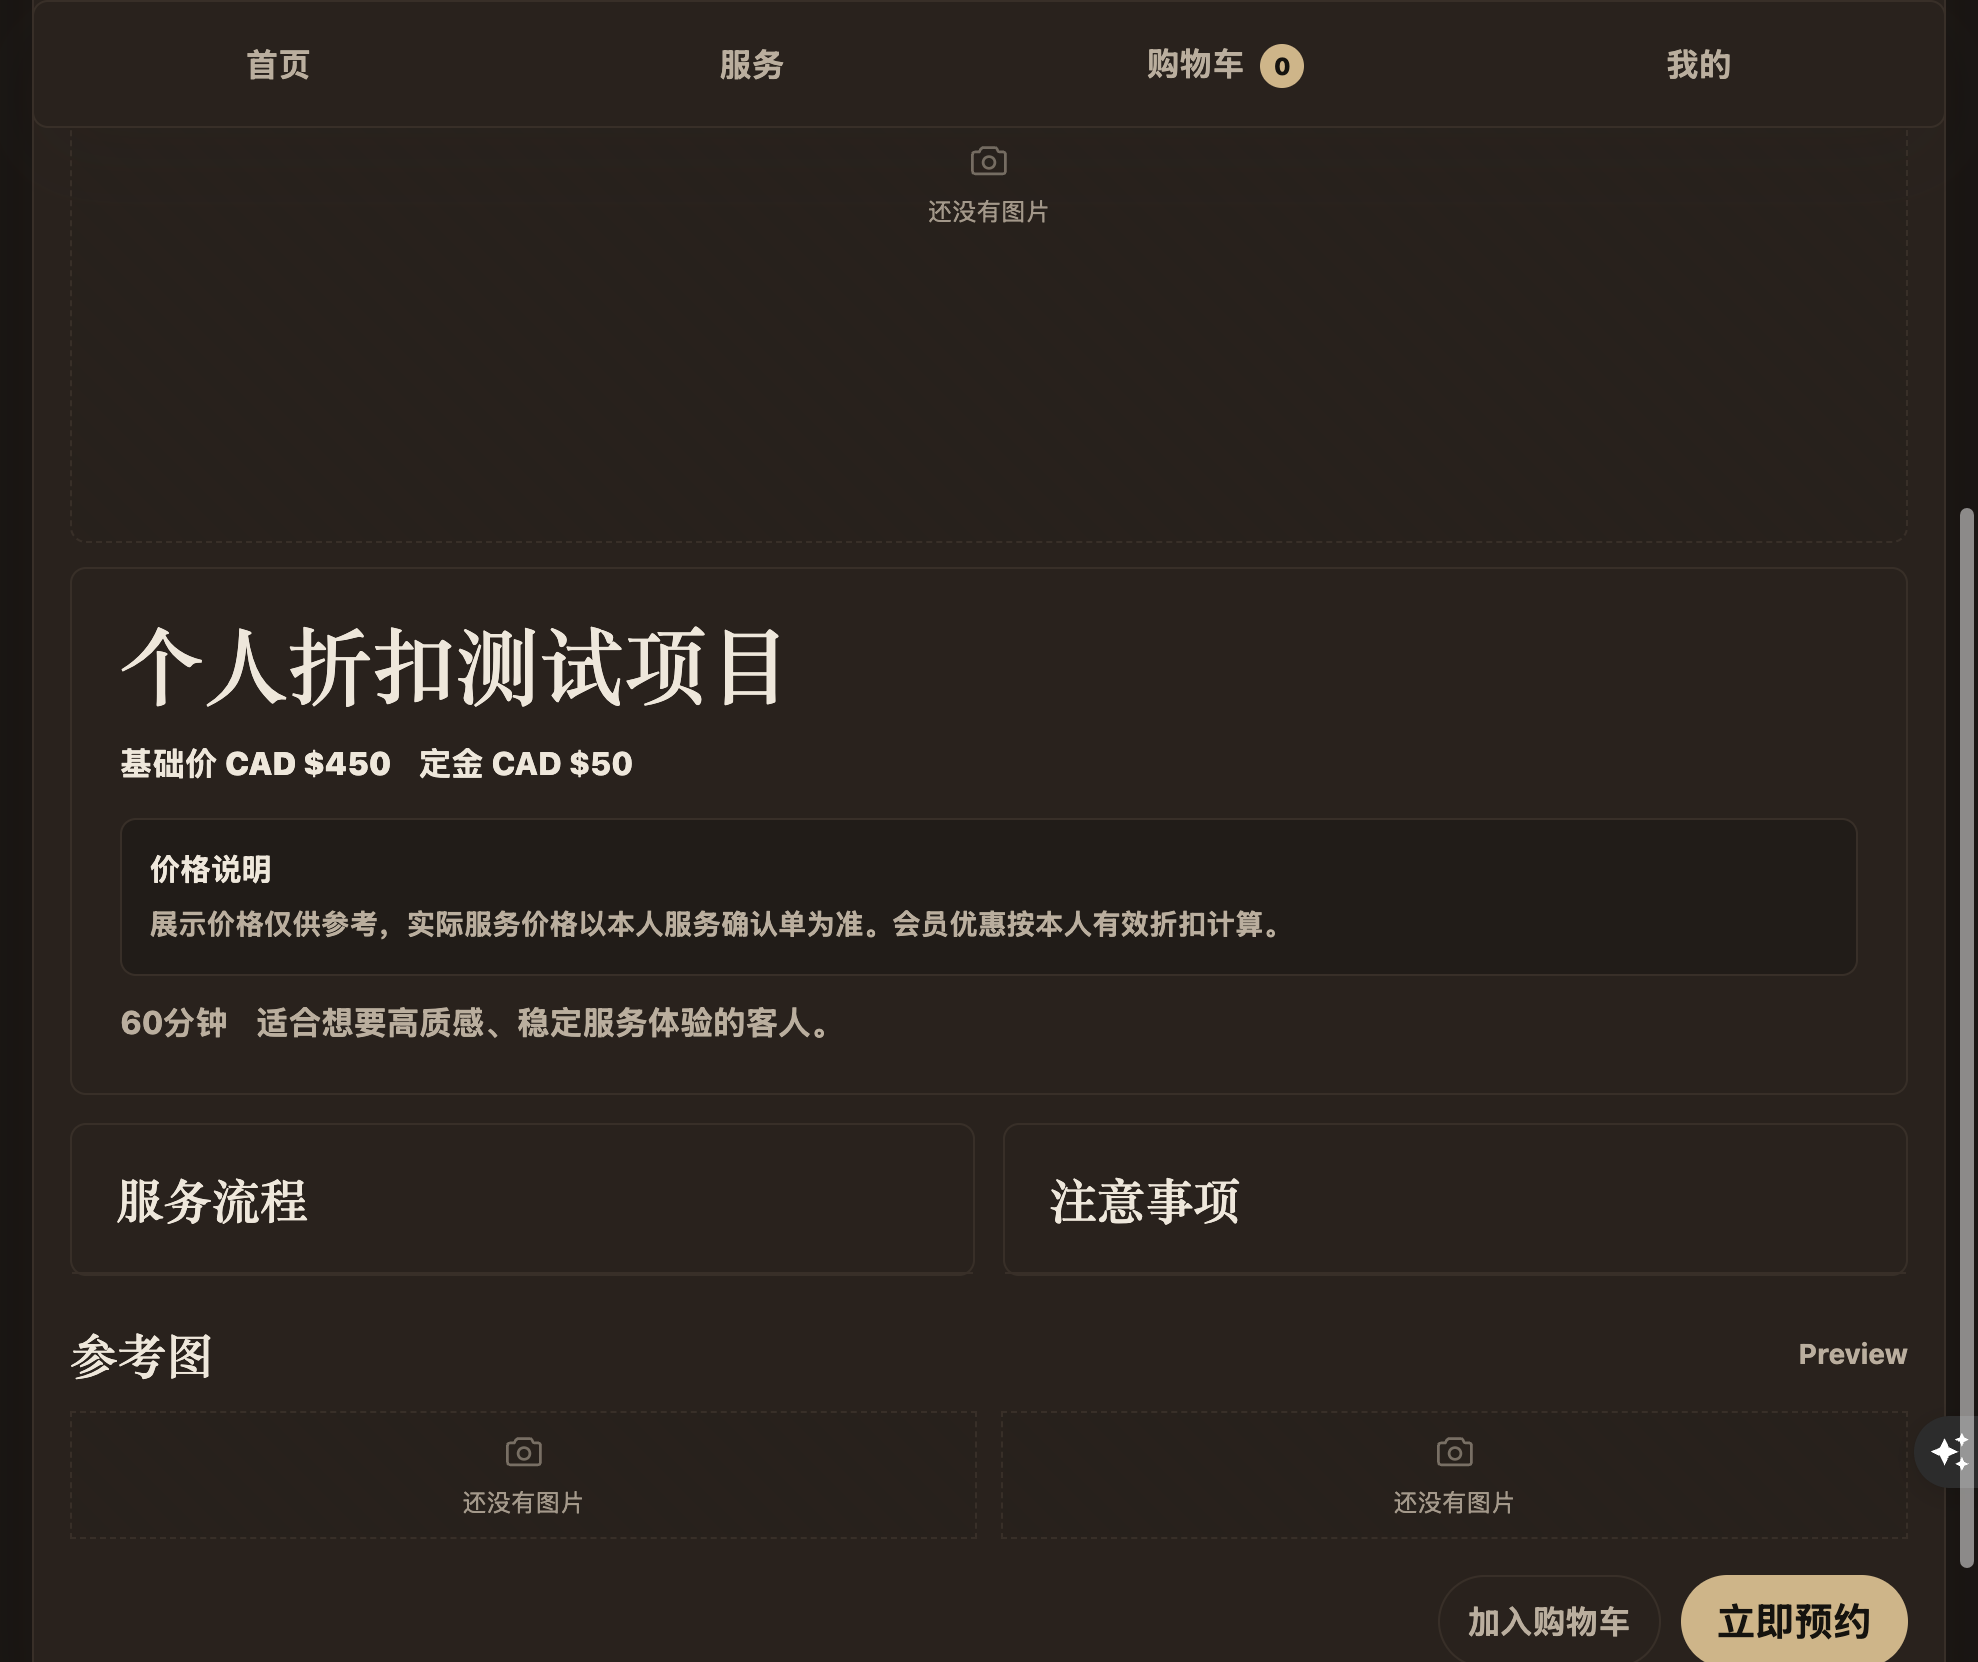 首页 服务 购物车 0 我的
还没有图片
个人折扣测试项目
基础价 CAD $450 定金 CAD $50
价格说明
展示价格仅供参考，实际服务价格以本人服务确认单为准。会员优惠按本人有效折扣计算。
60分钟 适合想要高质感、稳定服务体验的客人。
服务流程 注意事项
参考图 Preview
还没有图片 还没有图片
加入购物车 立即预约